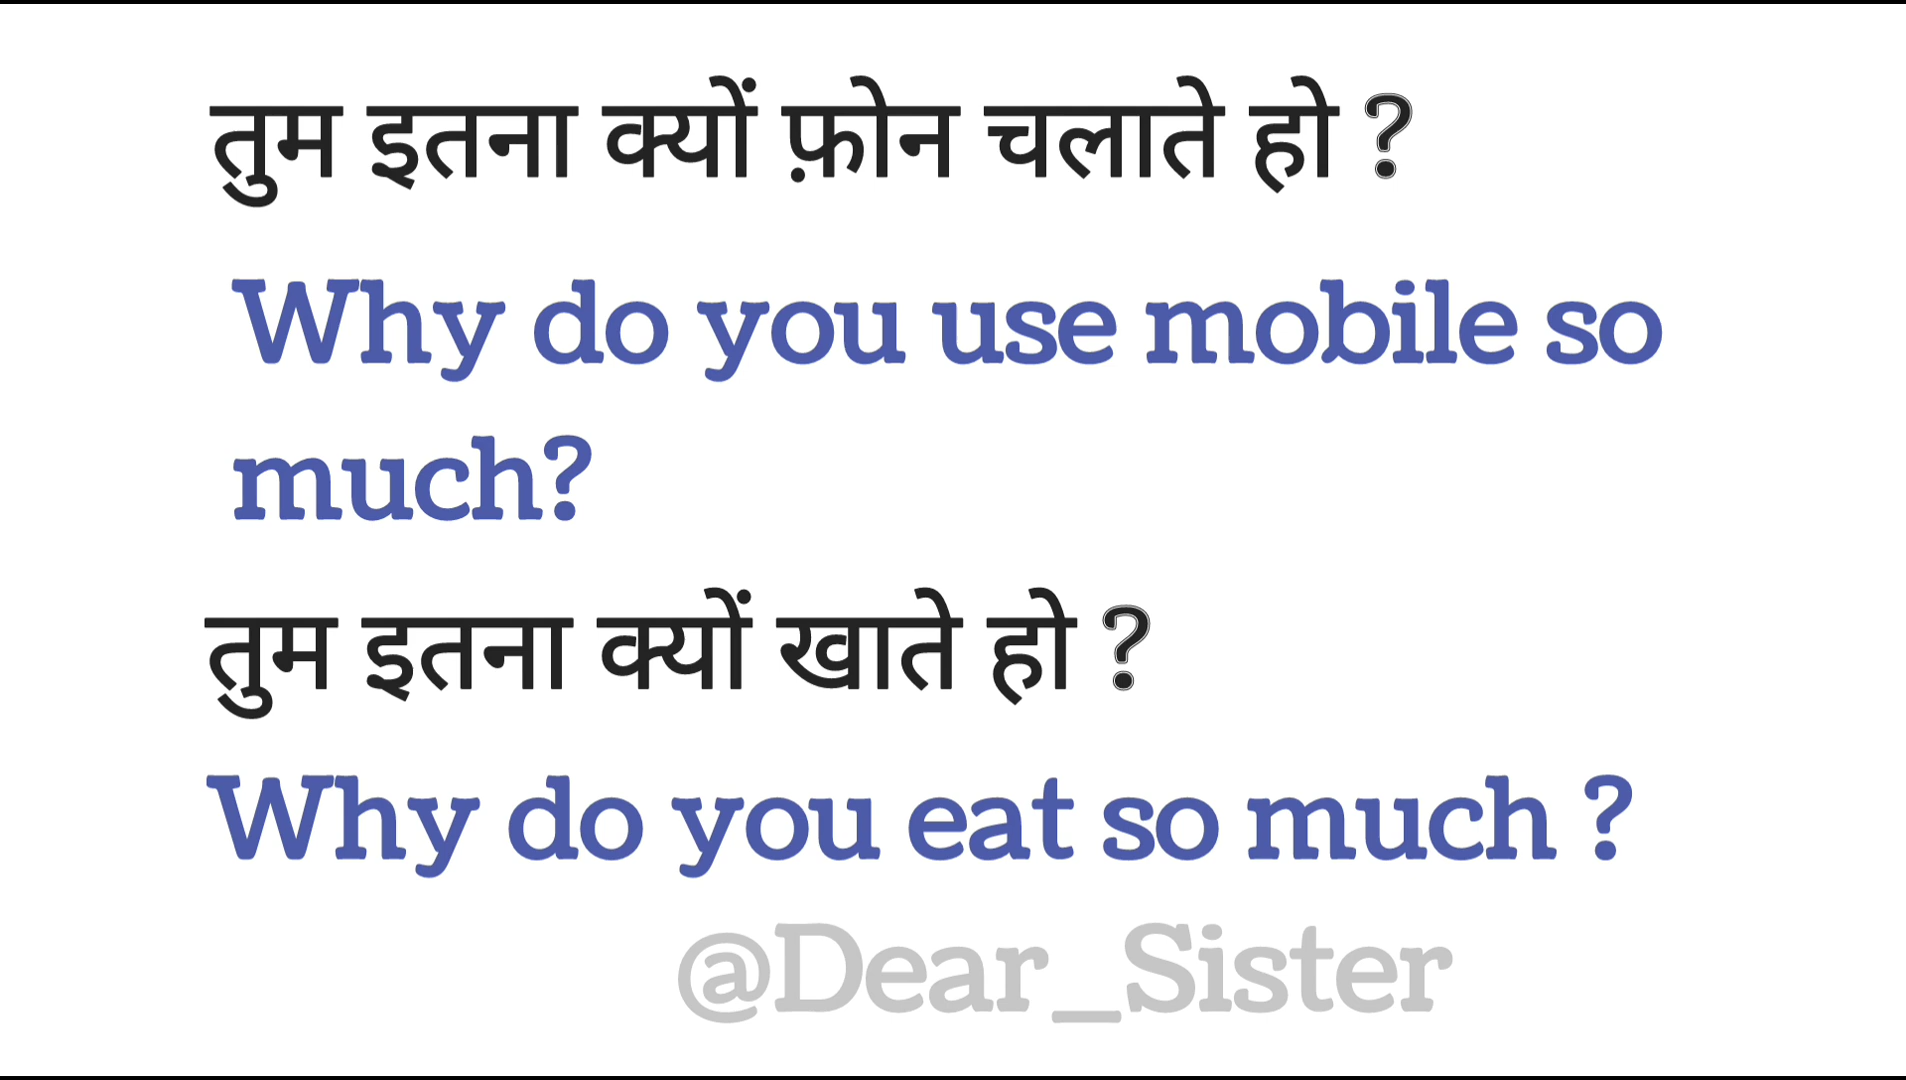 तुम इतना क्यों फ़ोन चलाते हो ?
Why do you use mobile so
much?
तुम इतना क्यों खाते हो ?
Why do you eat so much ?
@Dear_Sister